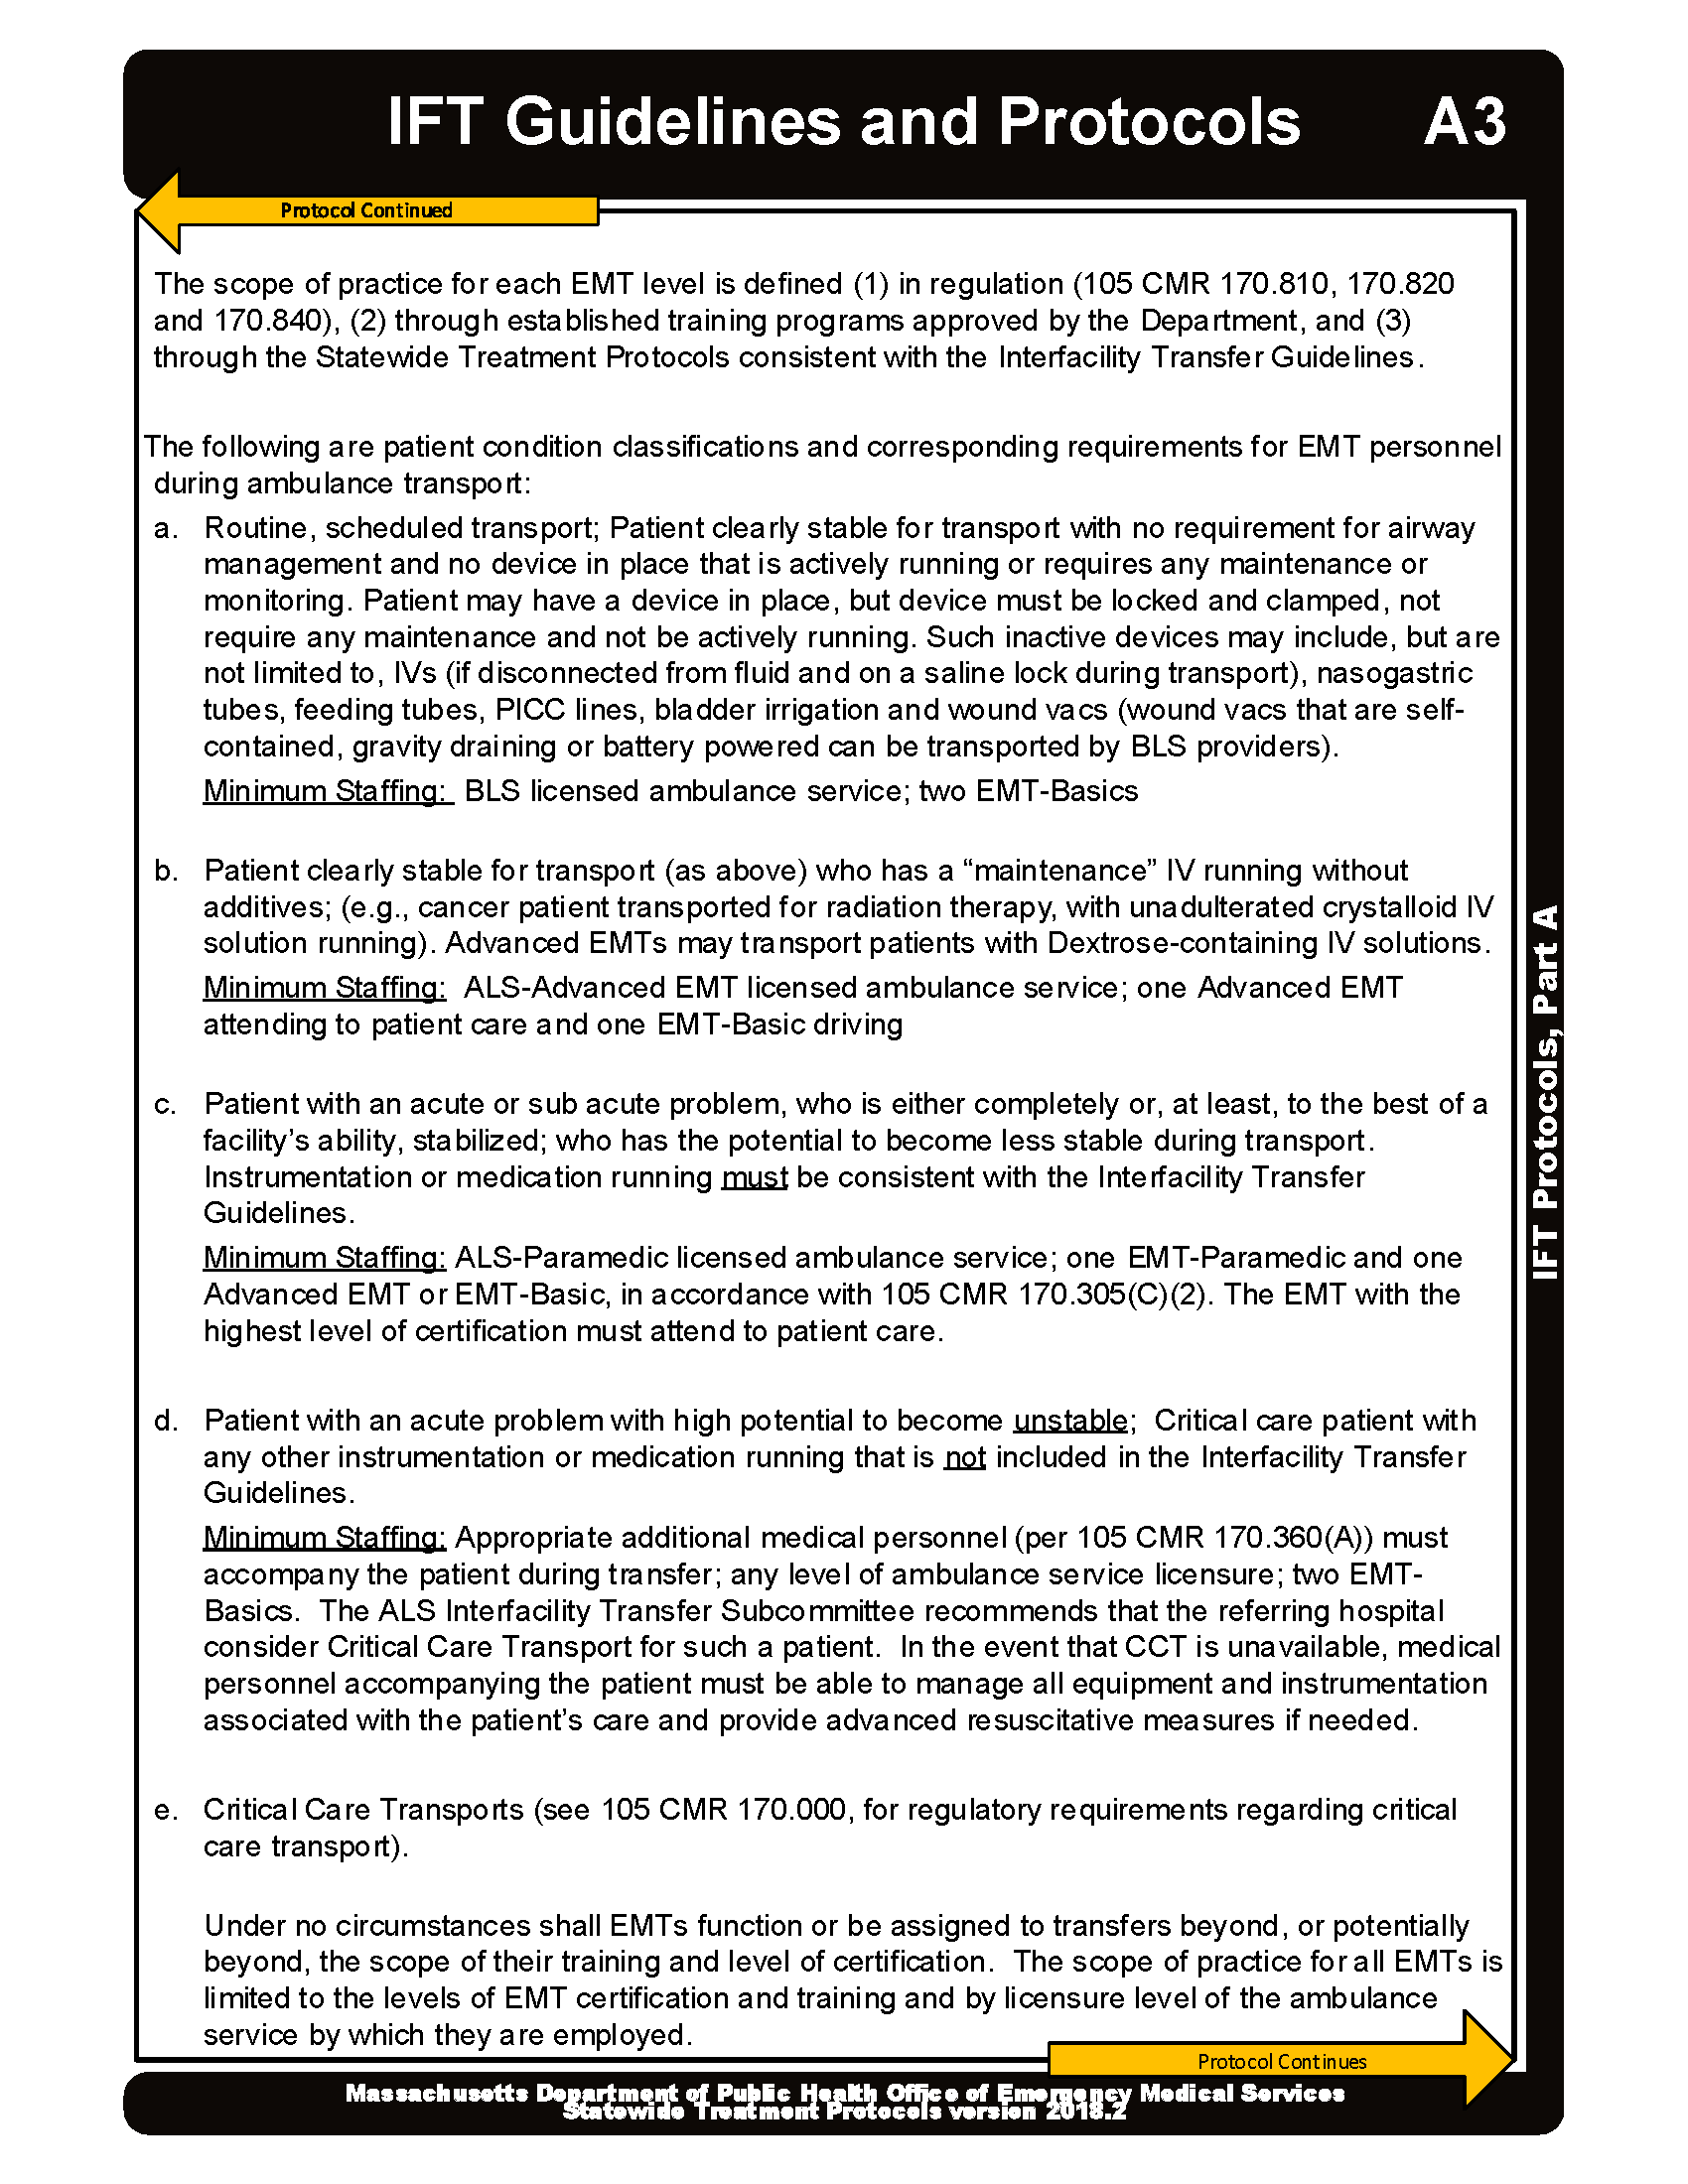 IFT Guidelines and Protocols A3
Protocol Continued
The scope of practice for each EMT level is defined (1) in regulation (105 CMR 170.810, 170.820
and 170.840), (2) through established training programs approved by the Department, and (3)
through the Statewide Treatment Protocols consistent with the Interfacility Transfer Guidelines.
The following are patient condition classifications and corresponding requirements for EMT personnel
during ambulance transport:
a. Routine, scheduled transport; Patient clearly stable for transport with no requirement for airway
management and no device in place that is actively running or requires any maintenance or
monitoring. Patient may have a device in place, but device must be locked and clamped, not
require any maintenance and not be actively running. Such inactive devices may include, but are
not limited to, IVs (if disconnected from fluid and on a saline lock during transport), nasogastric
tubes, feeding tubes, PICC lines, bladder irrigation and wound vacs (wound vacs that are self-
contained, gravity draining or battery powered can be transported by BLS providers).
Minimum Staffing: BLS licensed ambulance service; two EMT-Basics
b. Patient clearly stable for transport (as above) who has a “maintenance” IV running without
additives; (e.g., cancer patient transported for radiation therapy, with unadulterated crystalloid IV
solution running). Advanced EMTs may transport patients with Dextrose-containing IV solutions.
Minimum Staffing: ALS-Advanced EMT licensed ambulance service; one Advanced EMT
attending to patient care and one EMT-Basic driving
c. Patient with an acute or sub acute problem, who is either completely or, at least, to the best of a
facility’s ability, stabilized; who has the potential to become less stable during transport.
Instrumentation or medication running must be consistent with the Interfacility Transfer
Guidelines.
Minimum Staffing: ALS-Paramedic licensed ambulance service; one EMT-Paramedic and one
Advanced EMT or EMT-Basic, in accordance with 105 CMR 170.305(C)(2). The EMT with the
highest level of certification must attend to patient care.
d. Patient with an acute problem with high potential to become unstable; Critical care patient with
any other instrumentation or medication running that is not included in the Interfacility Transfer
Guidelines.
Minimum Staffing: Appropriate additional medical personnel (per 105 CMR 170.360(A)) must
accompany the patient during transfer; any level of ambulance service licensure; two EMT-
Basics. The ALS Interfacility Transfer Subcommittee recommends that the referring hospital
consider Critical Care Transport for such a patient. In the event that CCT is unavailable, medical
personnel accompanying the patient must be able to manage all equipment and instrumentation
associated with the patient’s care and provide advanced resuscitative measures if needed.
e. Critical Care Transports (see 105 CMR 170.000, for regulatory requirements regarding critical
care transport).
Under no circumstances shall EMTs function or be assigned to transfers beyond, or potentially
beyond, the scope of their training and level of certification. The scope of practice for all EMTs is
limited to the levels of EMT certification and training and by licensure level of the ambulance
service by which they are employed.
Protocol Continues
IFT Protocols, Part A
Massachusetts Department of Public Health Office of Emergency Medical Services
Statewide Treatment Protocols version 2018.2